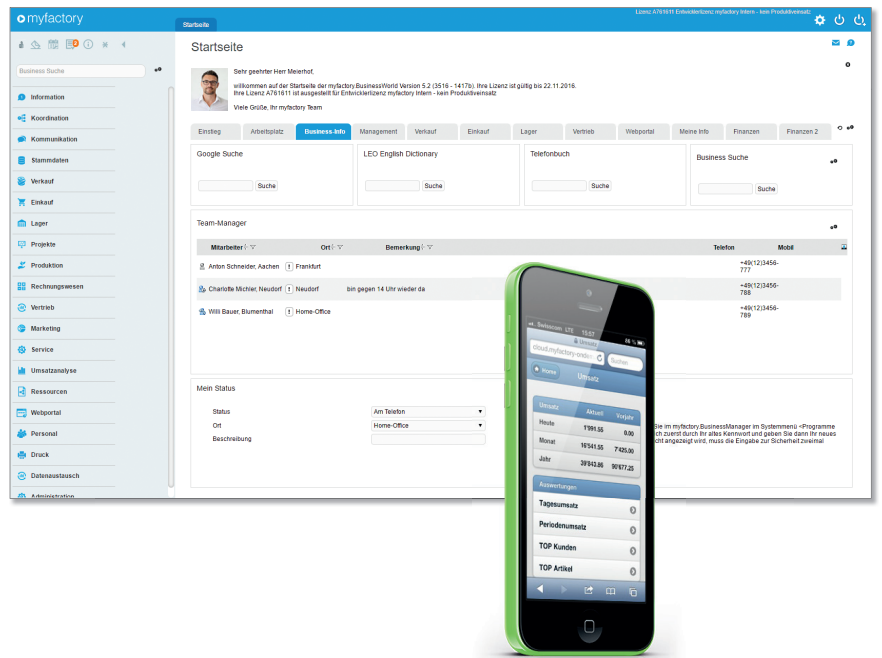 myfactory
Startseite
Lizenz A761611 Entwicklerlizenz myfactory Intern - kein Produktiveinsatz
Startseite
Business Suche
Sehr geehrter Herr Meierhof,
willkommen auf der Startseite der myfactory.BusinessWorld Version 5.2 (3516 - 1417b). Ihre Lizenz ist gültig bis 22.11.2016.
Ihre Lizenz A761611 ist ausgestellt für Entwicklerlizenz myfactory Intern - kein Produktiveinsatz
Viele Grüße, Ihr myfactory Team
Information
Koordination
Kommunikation
Stammdaten
Verkauf
Einkauf
Lager
Projekte
Produktion
Rechnungswesen
Vertrieb
Marketing
Service
Umsatzanalyse
Ressourcen
Webportal
Personal
Druck
Datenaustausch
Administration
Einstieg Arbeitsplatz Business-Info Management Verkauf Einkauf Lager Vertrieb Webportal Meine Info Finanzen Finanzen 2
Google Suche LEO English Dictionary Telefonbuch Business Suche
Suche Suche Suche Suche
Team-Manager
Mitarbeiter Ort Bemerkung Telefon Mobil
Anton Schneider, Aachen Frankfurt +49(12)3456-
777
Charlotte Michler, Neudorf Neudorf bin gegen 14 Uhr wieder da +49(12)3456-
788
Willi Bauer, Blumenthal Home-Office +49(12)3456-
789
Mein Status
Status Am Telefon
Ort Home-Office
Beschreibung
Sie im myfactory.BusinessManager im Systemmenü <Programme
ch zuerst durch Ihr altes Kennwort und geben Sie dann Ihr neues
cht angezeigt wird, muss die Eingabe zur Sicherheit zweimal
Swisscom LTE 15:57 86 %
Umsatz
cloud.myfactory-ondem Suchen
Home Umsatz
Umsatz Aktuell Vorjahr
Heute 1'991.55 0.00
Monat 16'541.55 7'425.00
Jahr 39'843.86 90'677.25
Auswertungen
Tagesumsatz
Periodenumsatz
TOP Kunden
TOP Artikel